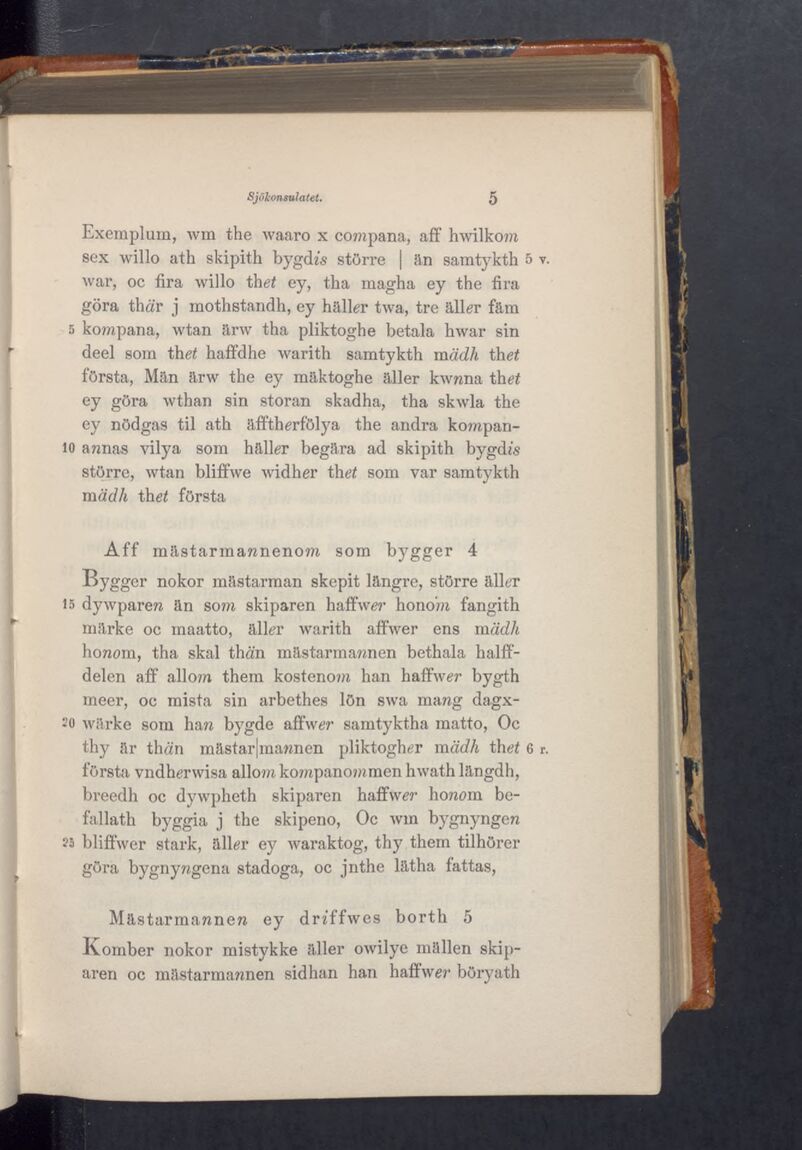 Sjökonsulatet. 5
Exemplum, wm the waaro x compana, aff hwilkom
sex willo ath skipith bygdis större | än samtykth 5 v.
war, oc fira willo thet ey, tha magha ey the fira
göra thär j mothstandh, ey häller twa, tre äller fäm
5 kompana, wtan ärw tha pliktoghe betala hwar sin
deel som thet haffdhe warith samtykth mädh thet
första, Män ärw the ey mäktoghe äller kwnna thet
ey göra wthan sin storan skadha, tha skwla the
ey nödgas til ath äfftherfölya the andra kompan-
10 annas vilya som häller begära ad skipith bygdis
större, wtan bliffwe widher thet som var samtykth
mädh thet första
Aff mästarmannenom som bygger 4
Bygger nokor mästarman skepit längre, större äller
15 dywparen än som skiparen haffwer honom fangith
märke oc maatto, äller warith affwer ens mädh
honom, tha skal thän mästarmannen bethala halff-
delen aff allom them kostenom han haffwer bygth
meer, oc mista sin arbethes lön swa mang dagx-
20 wärke som han bygde affwer samtyktha matto, Oc
thy är thän mästar|mannen pliktogher mädh thet 6 r.
första vndherwisa allom kompanommen hwath längdh,
breedh oc dywpheth skiparen haffwer honom be-
fallath byggia j the skipeno, Oc wm bygnyngen
25 bliffwer stark, äller ey waraktog, thy them tilhörer
göra bygnyngena stadoga, oc jnthe lätha fattas,
Mästarmannen ey driffwes borth 5
Komber nokor mistykke äller owilye mällen skip-
aren oc mästarmannen sidhan han haffwer böryath